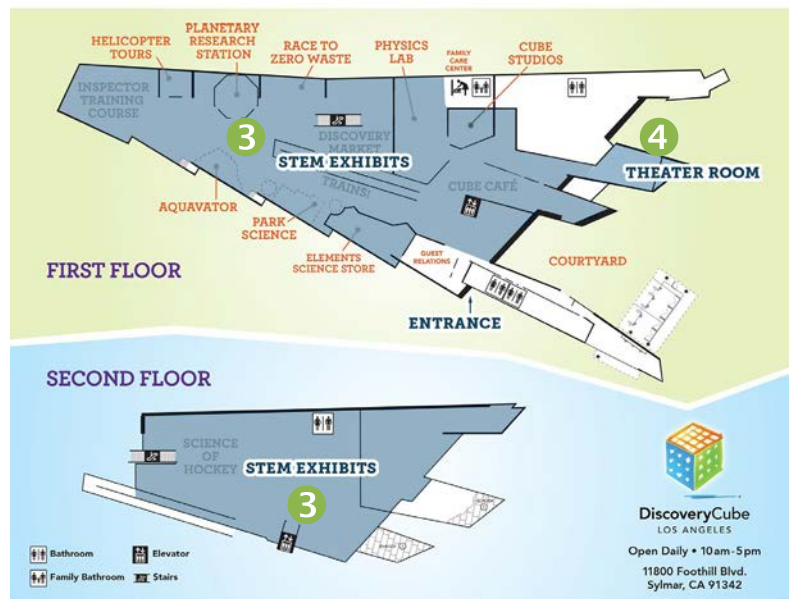 HELICOPTER
TOURS
PLANETARY
RESEARCH
STATION
RACE TO
ZERO WASTE
PHYSICS
LAB
FAMILY
CARE
CENTER
CUBE
STUDIOS
INSPECTOR
TRAINING
COURSE
3
DISCOVERY
MARKET
STEM EXHIBITS
TRAINS!
4
THEATER ROOM
CUBE CAFÉ
AQUAVATOR
PARK
SCIENCE
ELEMENTS
SCIENCE STORE
GUEST
RELATIONS
COURTYARD
FIRST FLOOR
ENTRANCE
SECOND FLOOR
SCIENCE
OF
HOCKEY
STEM EXHIBITS
3
Bathroom
Elevator
Family Bathroom
Stairs
DiscoveryCube
LOS ANGELES
Open Daily • 10am-5pm
11800 Foothill Blvd.
Sylmar, CA 91342